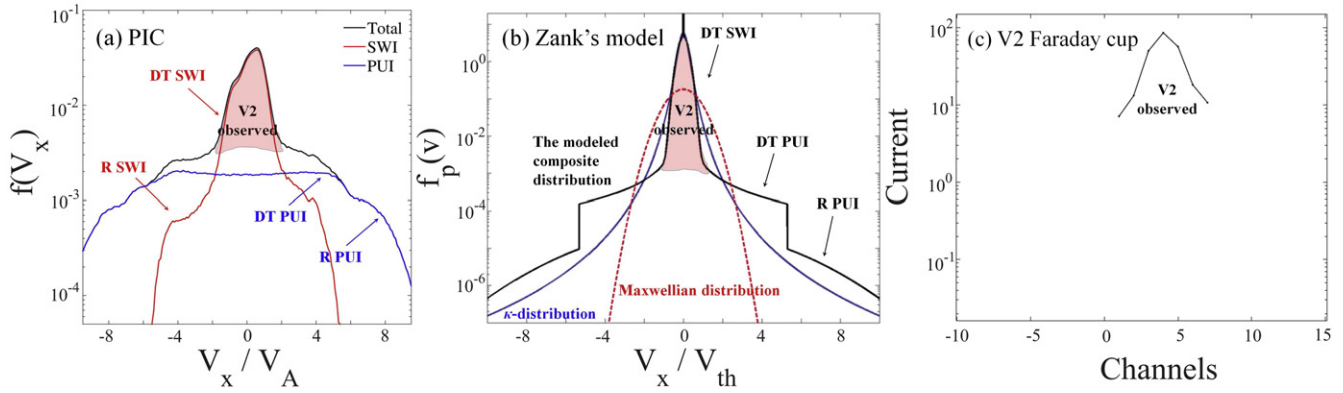 (a) PIC
Total
SWI
PUI
DT SWI
V2
observed
R SWI
DT PUI
R PUI
f(V_x)
10^-1
10^-2
10^-3
10^-4
-8
-4
0
4
8
V_x / V_A
(b) Zank's model
DT SWI
V2
observed
The modeled
composite
distribution
DT PUI
R PUI
Maxwellian distribution
κ-distribution
f_p(v)
10^0
10^-2
10^-4
10^-6
-8
-4
0
4
8
V_x / V_th
(c) V2 Faraday cup
V2
observed
Current
10^2
10^1
10^0
10^-1
-10
-5
0
5
10
15
Channels